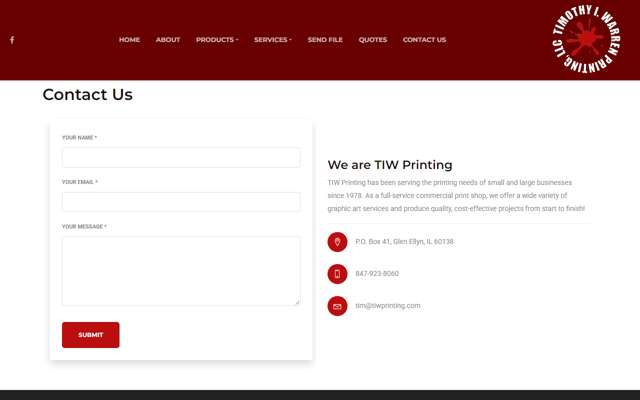 HOME
ABOUT
PRODUCTS
SERVICES
SEND FILE
QUOTES
CONTACT US
TIMOTHY I. WARREN PRINTING, LLC
Contact Us
YOUR NAME *
YOUR EMAIL *
YOUR MESSAGE *
SUBMIT
We are TIW Printing
TIW Printing has been serving the printing needs of small and large businesses
since 1978. As a full-service commercial print shop, we offer a wide variety of
graphic art services and produce quality, cost-effective projects from start to finish!
P.O. Box 41, Glen Ellyn, IL 60138
847-923-8060
tim@tiwprinting.com